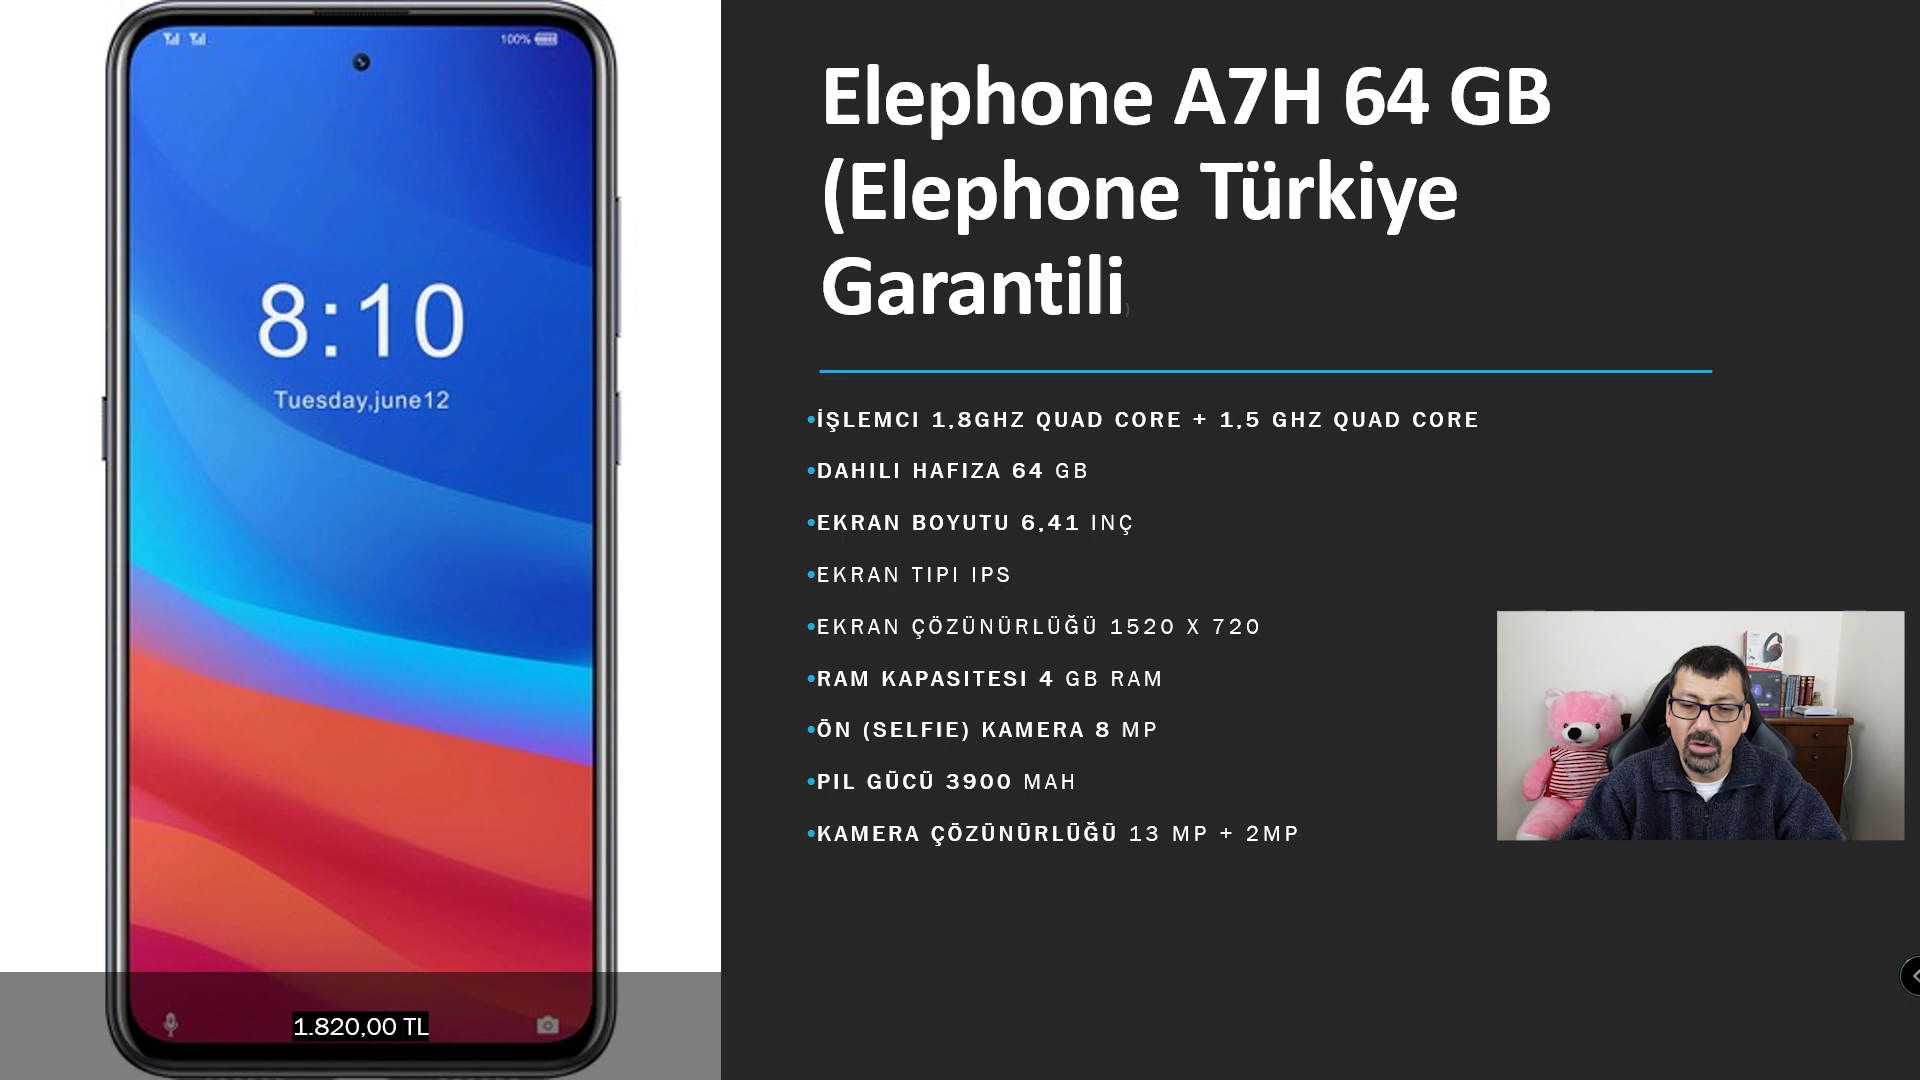 100%
8:10
Tuesday,june12
1.820,00 TL
Elephone A7H 64 GB
(Elephone Türkiye
Garantili)
•İŞLEMCI 1,8GHZ QUAD CORE + 1,5 GHZ QUAD CORE
•DAHILI HAFIZA 64 GB
•EKRAN BOYUTU 6,41 INÇ
•EKRAN TIPI IPS
•EKRAN ÇÖZÜNÜRLÜĞÜ 1520 X 720
•RAM KAPASITESI 4 GB RAM
•ÖN (SELFIE) KAMERA 8 MP
•PIL GÜCÜ 3900 MAH
•KAMERA ÇÖZÜNÜRLÜĞÜ 13 MP + 2MP